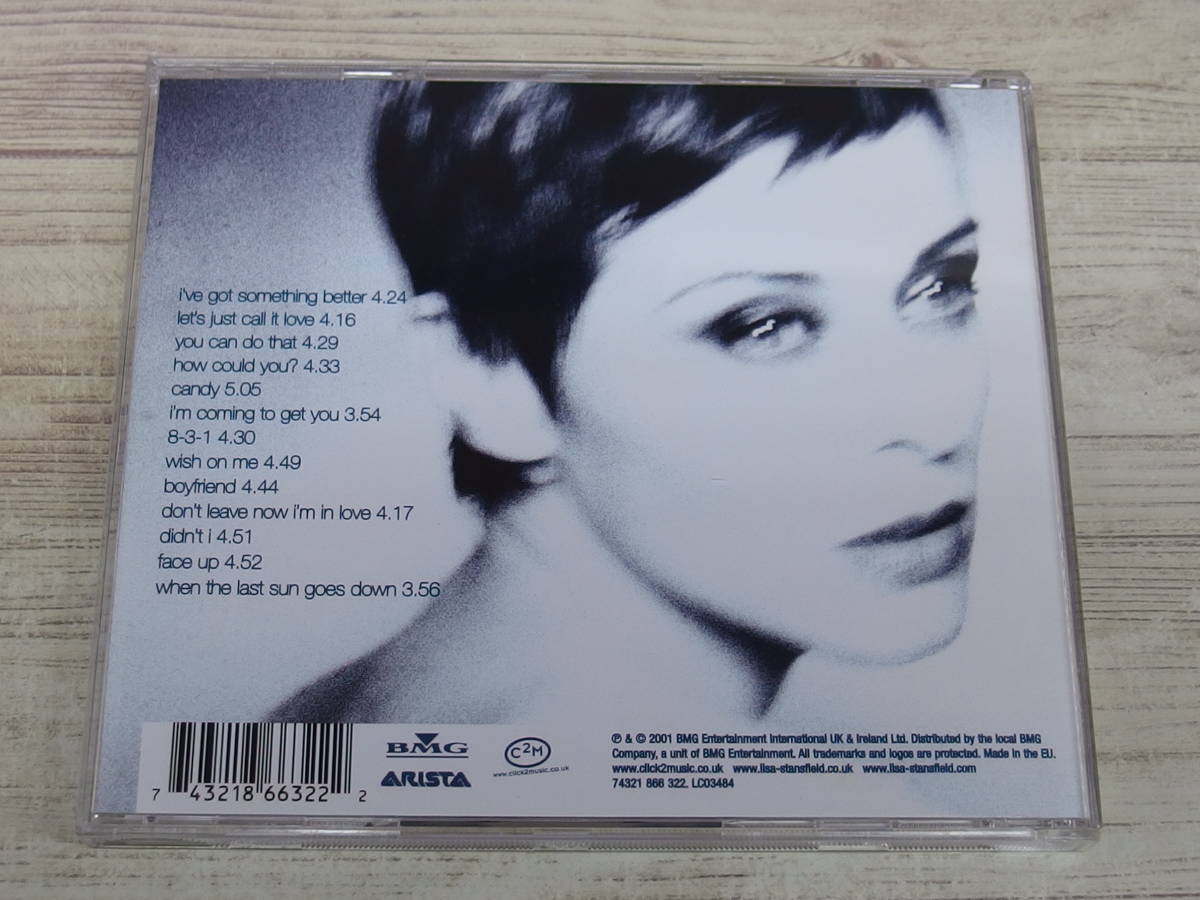 i've got something better 4.24
let's just call it love 4.16
you can do that 4.29
how could you? 4.33
candy 5.05
i'm coming to get you 3.54
8-3-1 4.30
wish on me 4.49
boyfriend 4.44
don't leave now i'm in love 4.17
didn't i 4.51
face up 4.52
when the last sun goes down 3.56
7 43218 66322 2
BMG
ARISTA
C2M
www.click2music.co.uk
℗ & © 2001 BMG Entertainment International UK & Ireland Ltd. Distributed by the local BMG
Company, a unit of BMG Entertainment. All trademarks and logos are protected. Made in the EU.
www.click2music.co.uk www.lisa-stansfield.co.uk www.lisa-stansfield.com
74321 866 322. LC03484